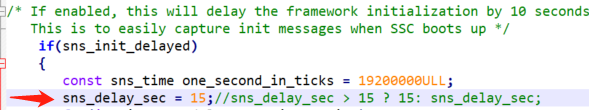 /* If enabled, this will delay the framework initialization by 10 seconds
This is to easily capture init messages when SSC boots up */
if(sns_init_delayed)
{
const sns_time one_second_in_ticks = 19200000ULL;
sns_delay_sec = 15;//sns_delay_sec > 15 ? 15: sns_delay_sec;